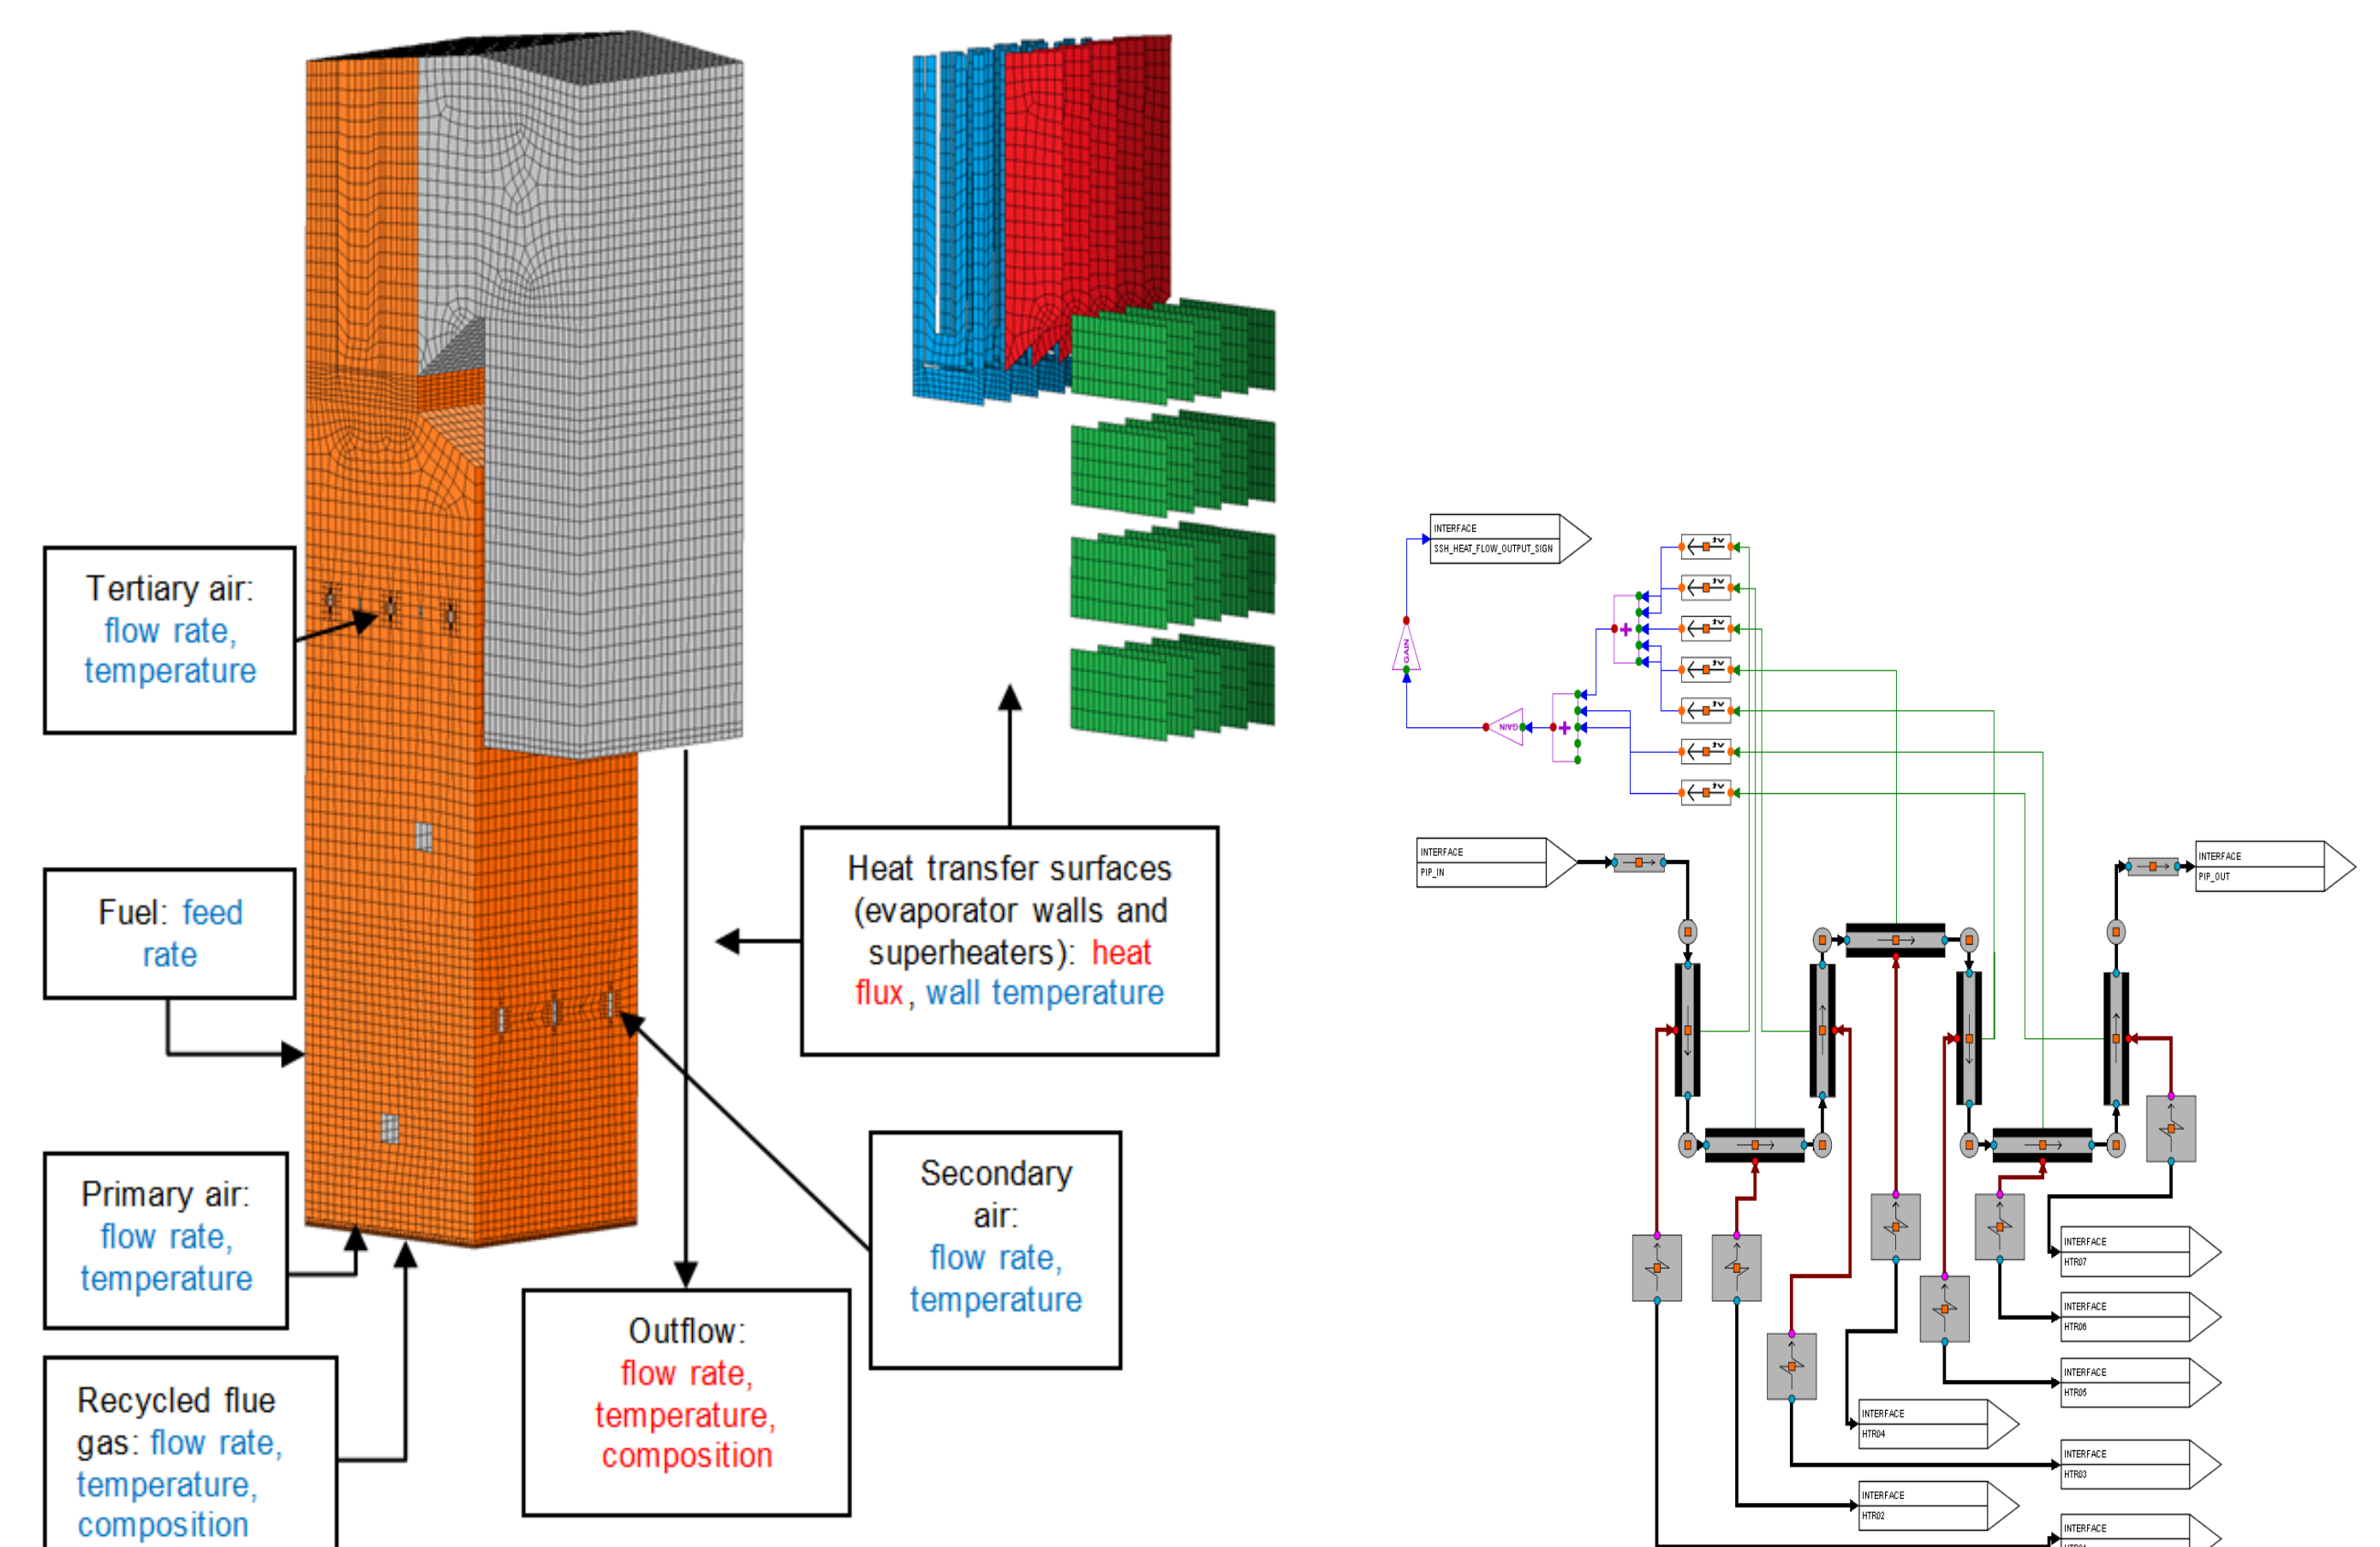 Tertiary air:
flow rate,
temperature
Fuel: feed
rate
Primary air:
flow rate,
temperature
Recycled flue
gas: flow rate,
temperature,
composition
Outflow:
flow rate,
temperature,
composition
Secondary
air:
flow rate,
temperature
Heat transfer surfaces
(evaporator walls and
superheaters): heat
flux, wall temperature
INTERFACE
SSH_HEAT_FLOW_OUTPUT_SIGN
GAIN
+
GAIN
+
INTERFACE
PIP_IN
INTERFACE
PIP_OUT
INTERFACE
HTR07
INTERFACE
HTR06
INTERFACE
HTR05
INTERFACE
HTR04
INTERFACE
HTR03
INTERFACE
HTR02
INTERFACE